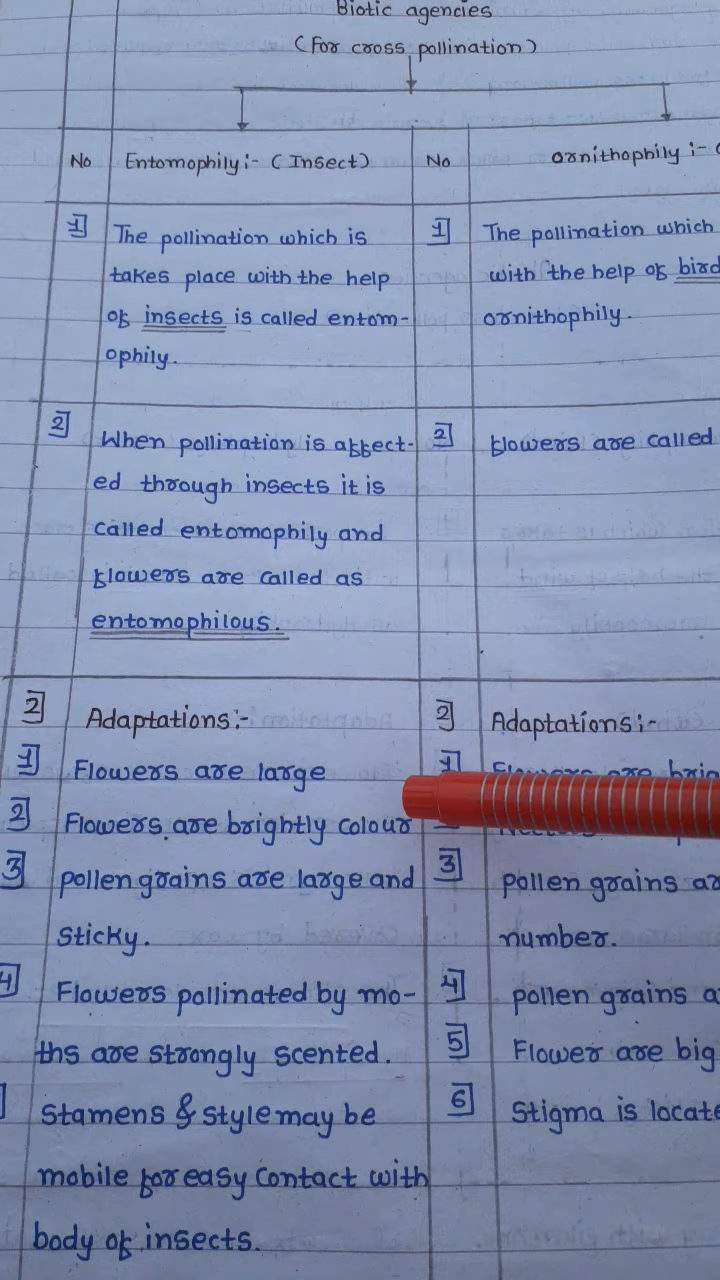 Biotic agencies
(For cross pollination)
No
Entomophily:- (Insect)
1
The pollination which is
takes place with the help
of insects is called entom-
ophily.
2
When pollination is affect-
ed through insects it is
called entomophily and
flowers are called as
entomophilous.
2
Adaptations:-
1
Flowers are large
2
Flowers are brightly colour
3
pollen grains are large and
sticky.
4
Flowers pollinated by mo-
ths are strongly scented.
Stamens & style may be
mobile for easy contact with
body of insects.
No
Ornithophily :-
1
The pollination which
with the help of bird
ornithophily.
2
flowers are called
2
Adaptations:-
1
Flowers are
3
pollen grains
number.
4
pollen grains
5
Flower are big
6
Stigma is locate